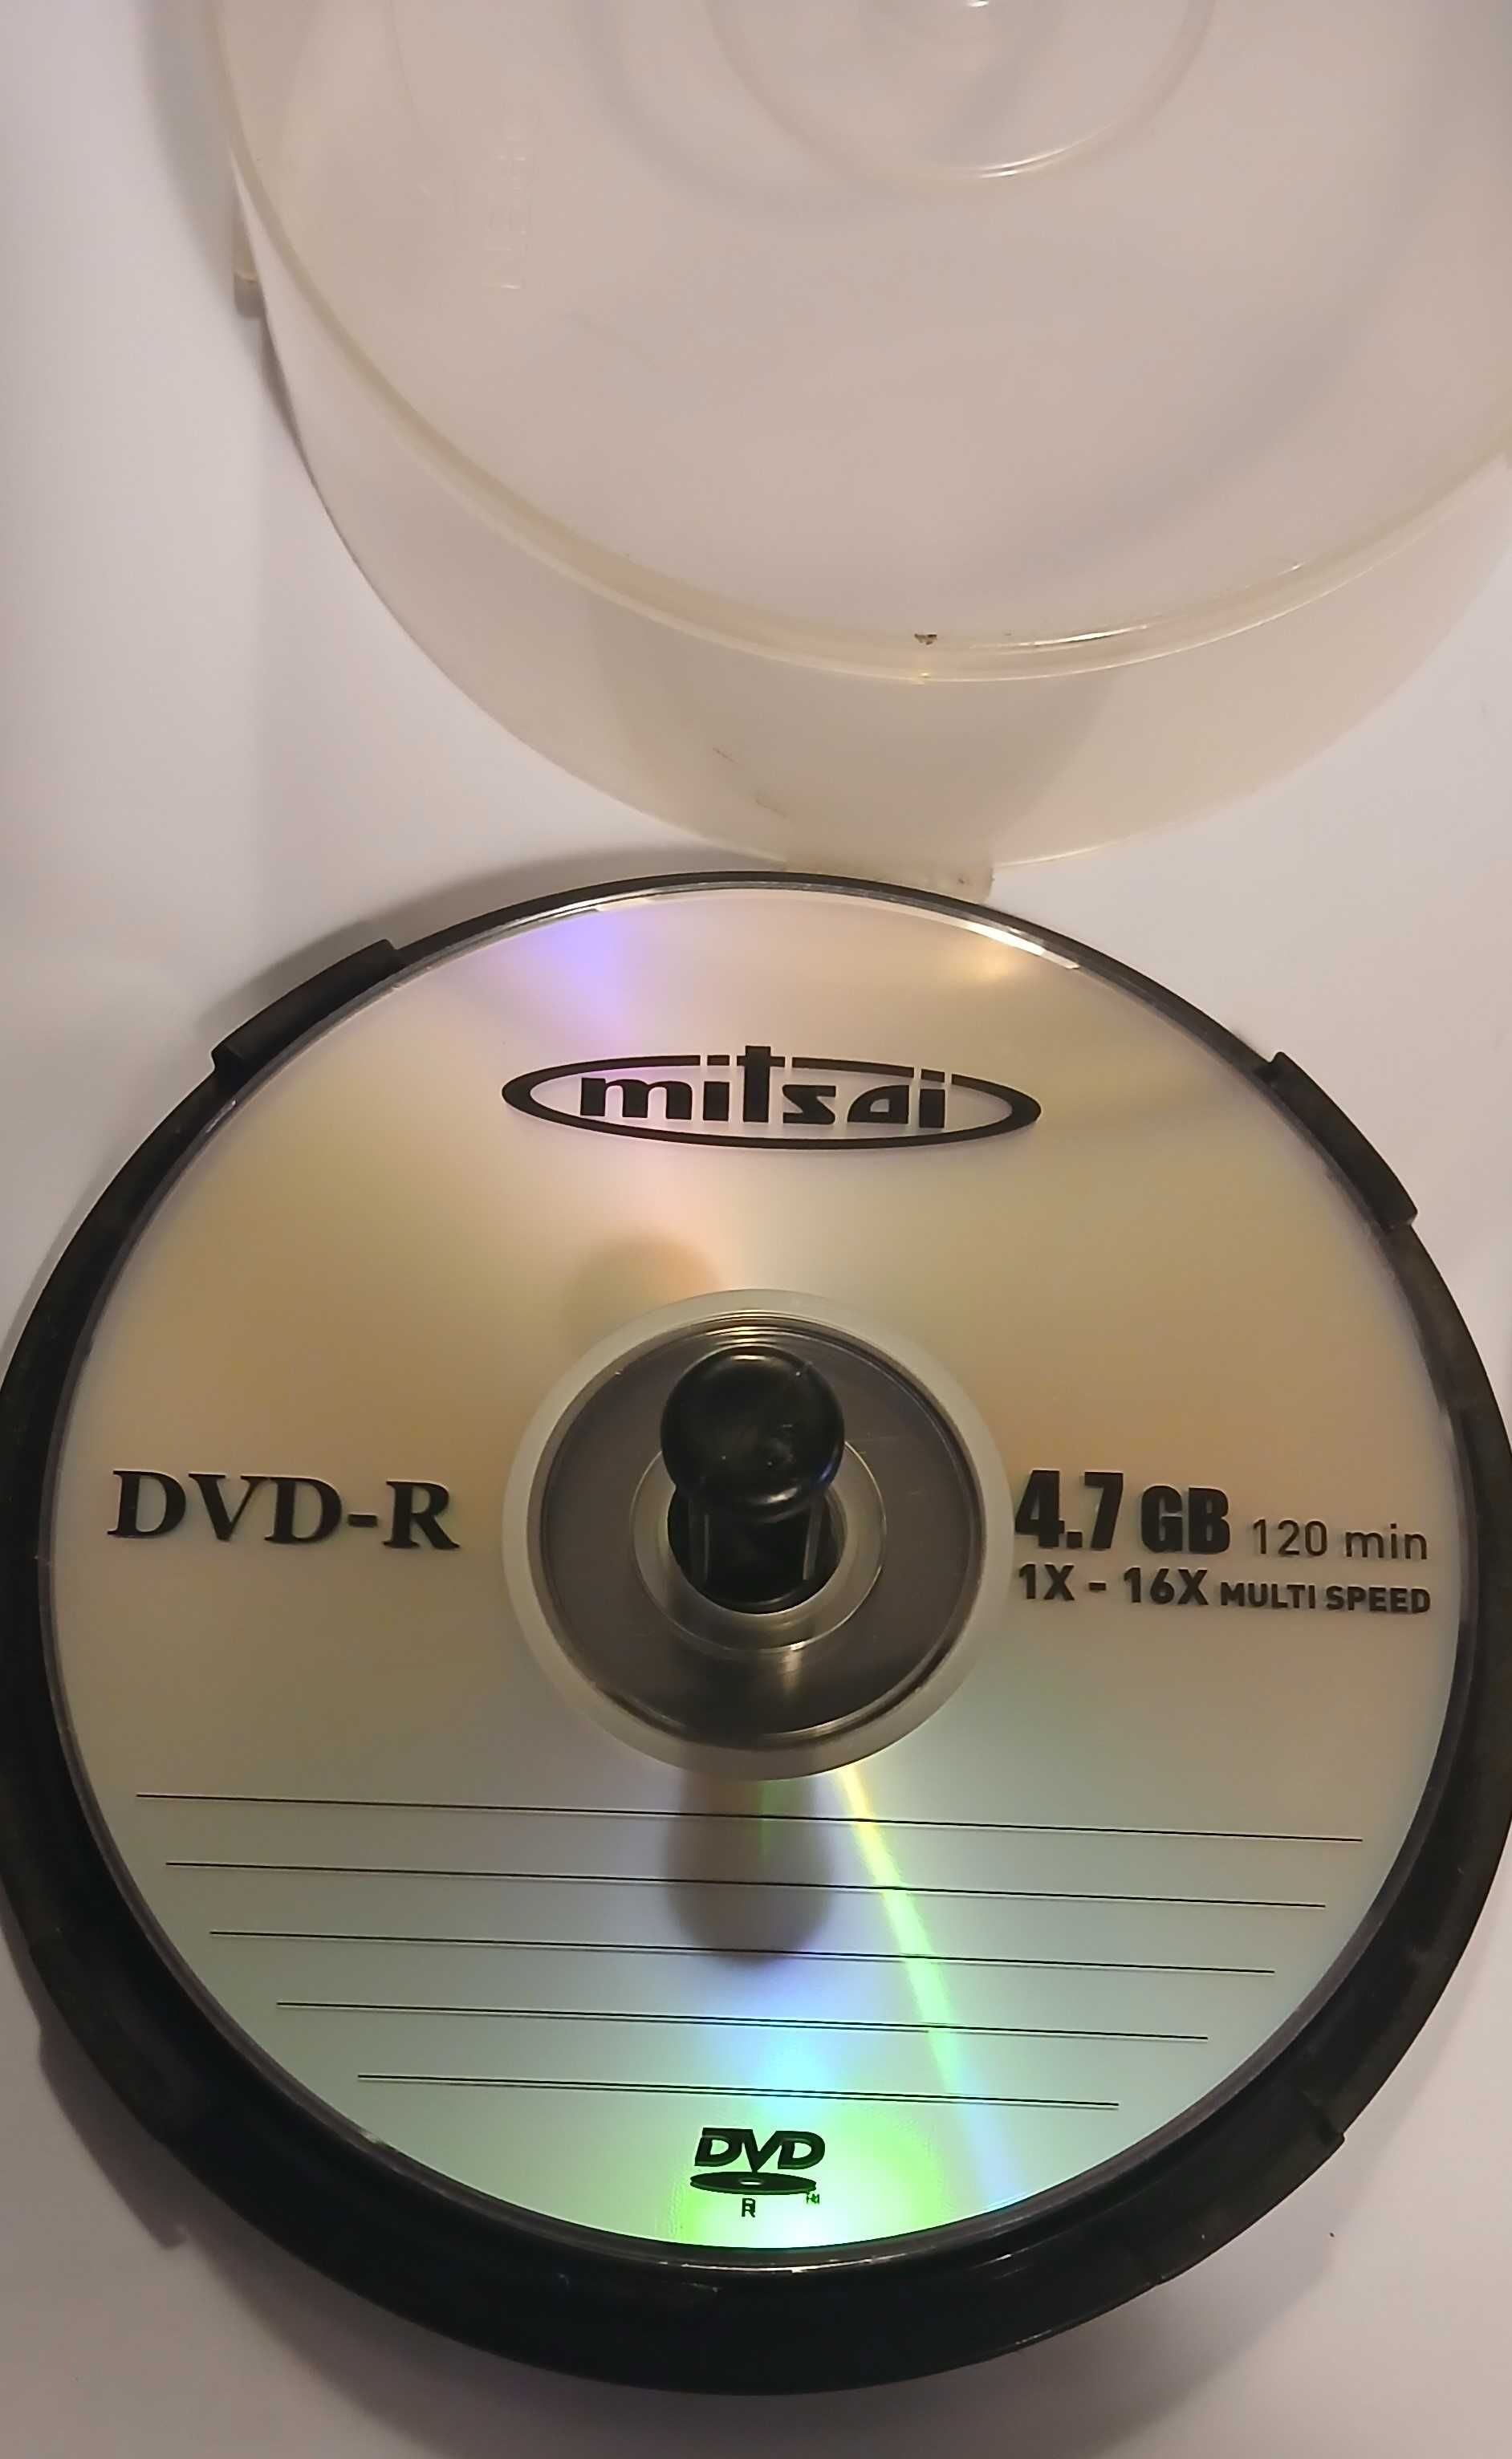 mitsai
DVD-R
4.7 GB 120 min
1X - 16X MULTI SPEED
DVD
R